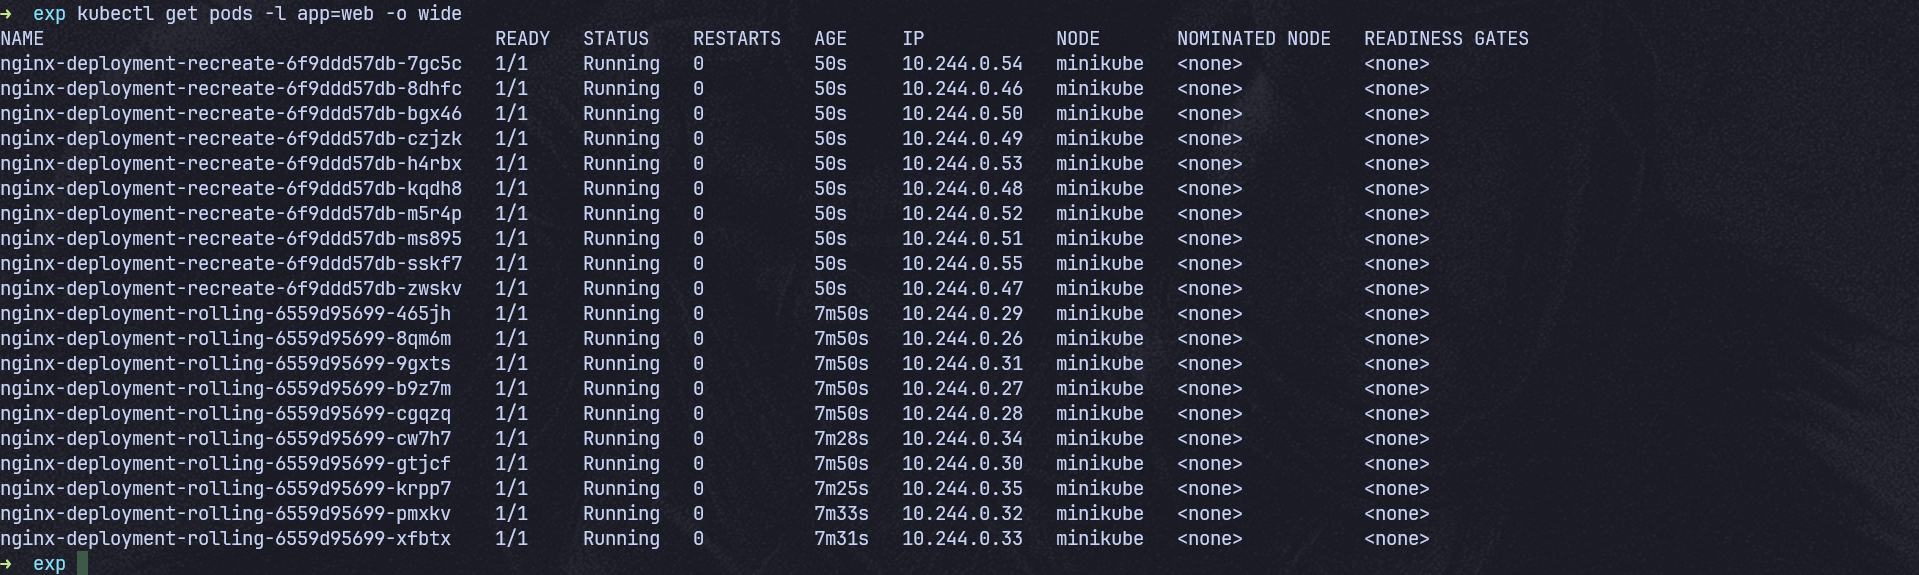 → exp kubectl get pods -l app=web -o wide
NAME READY STATUS RESTARTS AGE IP NODE NOMINATED NODE READINESS GATES
nginx-deployment-recreate-6f9ddd57db-7gc5c 1/1 Running 0 50s 10.244.0.54 minikube <none> <none>
nginx-deployment-recreate-6f9ddd57db-8dhfc 1/1 Running 0 50s 10.244.0.46 minikube <none> <none>
nginx-deployment-recreate-6f9ddd57db-bgx46 1/1 Running 0 50s 10.244.0.50 minikube <none> <none>
nginx-deployment-recreate-6f9ddd57db-czjzk 1/1 Running 0 50s 10.244.0.49 minikube <none> <none>
nginx-deployment-recreate-6f9ddd57db-h4rbx 1/1 Running 0 50s 10.244.0.53 minikube <none> <none>
nginx-deployment-recreate-6f9ddd57db-kqdh8 1/1 Running 0 50s 10.244.0.48 minikube <none> <none>
nginx-deployment-recreate-6f9ddd57db-m5r4p 1/1 Running 0 50s 10.244.0.52 minikube <none> <none>
nginx-deployment-recreate-6f9ddd57db-ms895 1/1 Running 0 50s 10.244.0.51 minikube <none> <none>
nginx-deployment-recreate-6f9ddd57db-sskf7 1/1 Running 0 50s 10.244.0.55 minikube <none> <none>
nginx-deployment-recreate-6f9ddd57db-zwskv 1/1 Running 0 50s 10.244.0.47 minikube <none> <none>
nginx-deployment-rolling-6559d95699-465jh 1/1 Running 0 7m50s 10.244.0.29 minikube <none> <none>
nginx-deployment-rolling-6559d95699-8qm6m 1/1 Running 0 7m50s 10.244.0.26 minikube <none> <none>
nginx-deployment-rolling-6559d95699-9gxts 1/1 Running 0 7m50s 10.244.0.31 minikube <none> <none>
nginx-deployment-rolling-6559d95699-b9z7m 1/1 Running 0 7m50s 10.244.0.27 minikube <none> <none>
nginx-deployment-rolling-6559d95699-cgqzq 1/1 Running 0 7m50s 10.244.0.28 minikube <none> <none>
nginx-deployment-rolling-6559d95699-cw7h7 1/1 Running 0 7m28s 10.244.0.34 minikube <none> <none>
nginx-deployment-rolling-6559d95699-gtjcf 1/1 Running 0 7m50s 10.244.0.30 minikube <none> <none>
nginx-deployment-rolling-6559d95699-krpp7 1/1 Running 0 7m25s 10.244.0.35 minikube <none> <none>
nginx-deployment-rolling-6559d95699-pmxkv 1/1 Running 0 7m33s 10.244.0.32 minikube <none> <none>
nginx-deployment-rolling-6559d95699-xfbtx 1/1 Running 0 7m31s 10.244.0.33 minikube <none> <none>
→ exp